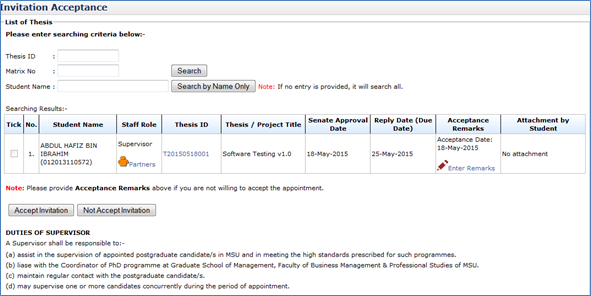 Invitation Acceptance
List of Thesis
Please enter searching criteria below:-
Thesis ID :
Matrix No :
Search
Student Name :
Search by Name Only
Note: If no entry is provided, it will search all.
Searching Results:-
Tick No. Student Name Staff Role Thesis ID Thesis / Project Title Senate Approval Date Reply Date (Due Date) Acceptance Remarks Attachment by Student
1. ABDUL HAFIZ BIN IBRAHIM (012013110572) Supervisor Partners T20150518001 Software Testing v1.0 18-May-2015 25-May-2015 Acceptance Date: 18-May-2015 Enter Remarks No attachment
Note: Please provide Acceptance Remarks above if you are not willing to accept the appointment.
Accept Invitation Not Accept Invitation
DUTIES OF SUPERVISOR
A Supervisor shall be responsible to:-
(a) assist in the supervision of appointed postgraduate candidate/s in MSU and in meeting the high standards prescribed for such programmes.
(b) liase with the Coordinator of PhD programme at Graduate School of Management, Faculty of Business Management & Professional Studies of MSU.
(c) maintain regular contact with the postgraduate candidate/s.
(d) may supervise one or more candidates concurrently during the period of appointment.